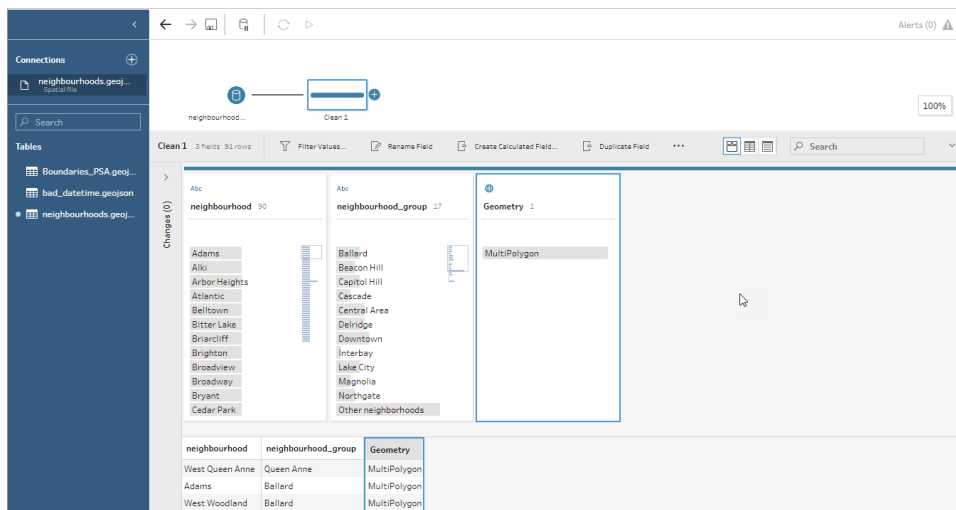 Alerts (0)
Connections
neighbourhoods.geoj...
Spatial file
Search
Tables
Boundaries_PSA.geoj...
bad_datetime.geojson
neighbourhoods.geoj...
neighbourhood...
Clean 1
100%
Clean 1 3 fields 91 rows Filter Values... Rename Field Create Calculated Field... Duplicate Field ... Search
Changes (0)
Abc
neighbourhood 90
Adams
Alki
Arbor Heights
Atlantic
Belltown
Bitter Lake
Briarcliff
Brighton
Broadview
Broadway
Bryant
Cedar Park
Abc
neighbourhood_group 17
Ballard
Beacon Hill
Capitol Hill
Cascade
Central Area
Delridge
Downtown
Interbay
Lake City
Magnolia
Northgate
Other neighborhoods
Geometry 1
MultiPolygon
neighbourhood neighbourhood_group Geometry
West Queen Anne Queen Anne MultiPolygon
Adams Ballard MultiPolygon
West Woodland Ballard MultiPolygon